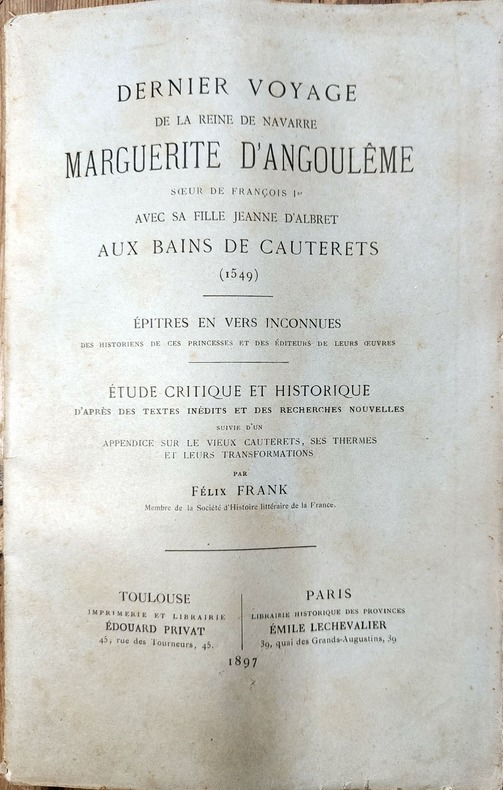 DERNIER VOYAGE
DE LA REINE DE NAVARRE
MARGUERITE D'ANGOULÊME
SŒUR DE FRANÇOIS Ier
AVEC SA FILLE JEANNE D'ALBRET
AUX BAINS DE CAUTERETS
(1549)
ÉPITRES EN VERS INCONNUES
DES HISTORIENS DE CES PRINCESSES ET DES ÉDITEURS DE LEURS ŒUVRES
ÉTUDE CRITIQUE ET HISTORIQUE
D'APRÈS DES TEXTES INÉDITS ET DES RECHERCHES NOUVELLES
SUIVIE D'UN
APPENDICE SUR LE VIEUX CAUTERETS, SES THERMES
ET LEURS TRANSFORMATIONS
PAR
FÉLIX FRANK
Membre de la Société d'Histoire littéraire de la France.
TOULOUSE
IMPRIMERIE ET LIBRAIRIE
ÉDOUARD PRIVAT
45, rue des Tourneurs, 45.
PARIS
LIBRAIRIE HISTORIQUE DES PROVINCES
ÉMILE LECHEVALIER
39, quai des Grands-Augustins, 39
1897